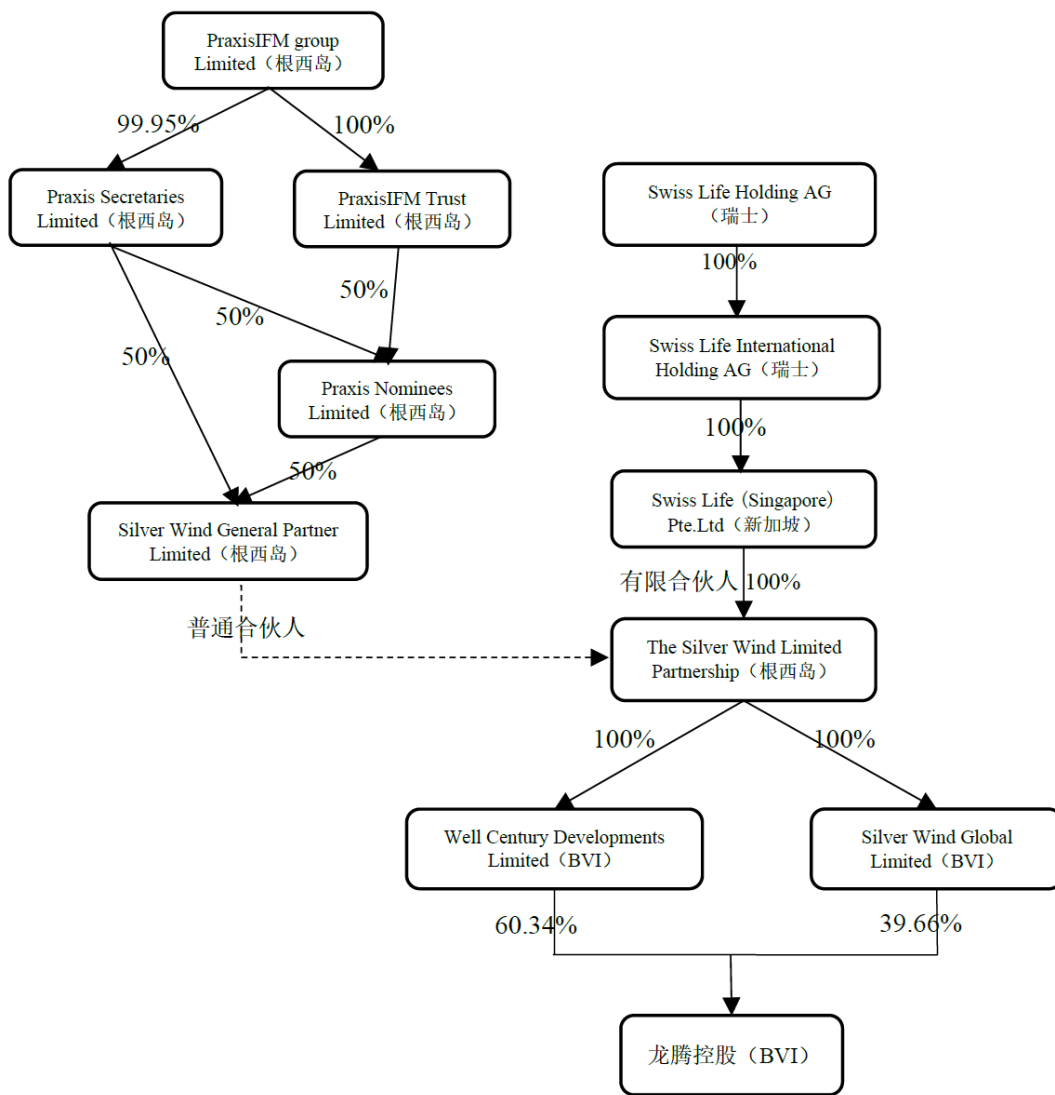 PraxisIFM group
Limited（根西岛）
99.95%
100%
Praxis Secretaries
Limited（根西岛）
PraxisIFM Trust
Limited（根西岛）
Swiss Life Holding AG
（瑞士）
100%
50%
50%
50%
Swiss Life International
Holding AG（瑞士）
Praxis Nominees
Limited（根西岛）
100%
50%
Silver Wind General Partner
Limited（根西岛）
Swiss Life (Singapore)
Pte.Ltd（新加坡）
有限合伙人 100%
普通合伙人
The Silver Wind Limited
Partnership（根西岛）
100%
100%
Well Century Developments
Limited（BVI）
Silver Wind Global
Limited（BVI）
60.34%
39.66%
龙腾控股（BVI）